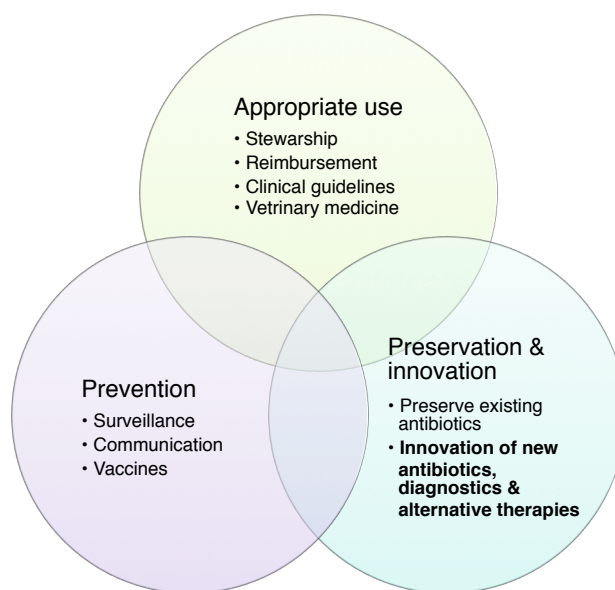 Appropriate use
• Stewarship
• Reimbursement
• Clinical guidelines
• Vetrinary medicine
Prevention
• Surveillance
• Communication
• Vaccines
Preservation &
innovation
• Preserve existing
antibiotics
• Innovation of new
antibiotics,
diagnostics &
alternative therapies